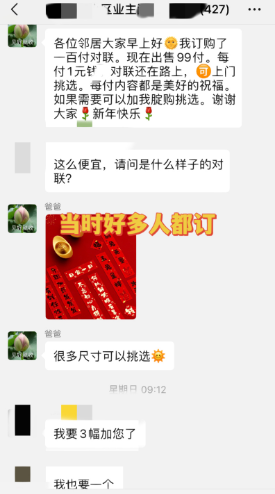 飞业主
(427)
各位邻居大家早上好🌞我订购了
一百付对联。现在出售99付。每
付1元钱 对联还在路上，🉑上门
挑选。每付内容都是美好的祝福。
如果需要可以加我腚购挑选。谢谢
大家🌹新年快乐🌹
这么便宜，请问是什么样子的对
联？
爸爸
当时好多人都订
爸爸
很多尺寸可以挑选🌞
星期日 09:12
我要3幅加您了
我也要一个